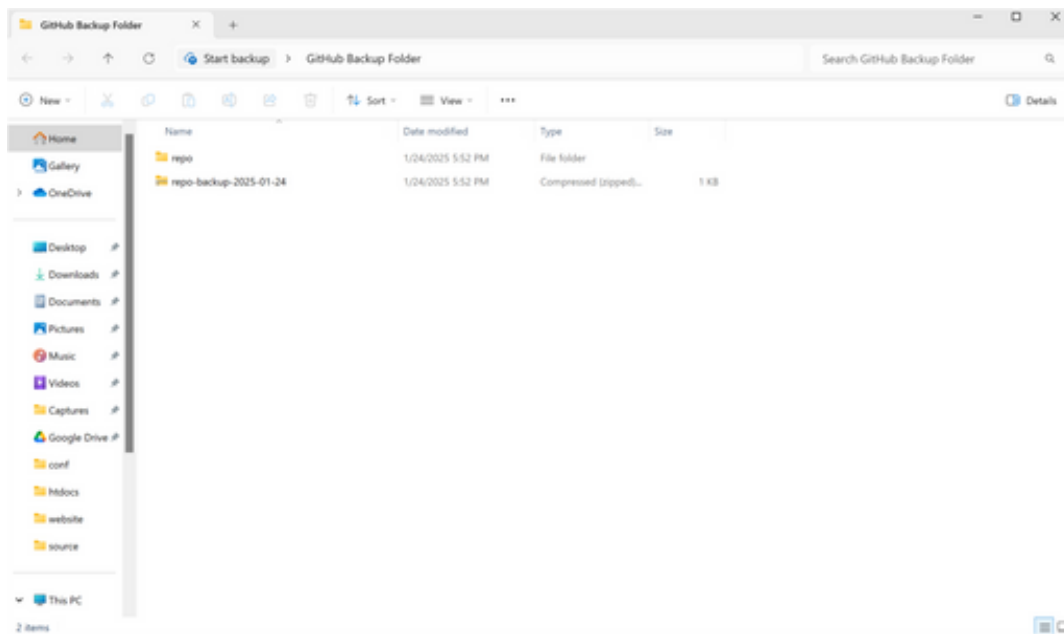 GitHub Backup Folder
Start backup > GitHub Backup Folder
Search GitHub Backup Folder
New
Sort
View
Details
Name Date modified Type Size
repo 1/24/2025 5:52 PM File folder
repo-backup-2025-01-24 1/24/2025 5:52 PM Compressed (zipped)... 1 KB
Home
Gallery
OneDrive
Desktop
Downloads
Documents
Pictures
Music
Videos
Captures
Google Drive
conf
htdocs
website
source
This PC
2 items